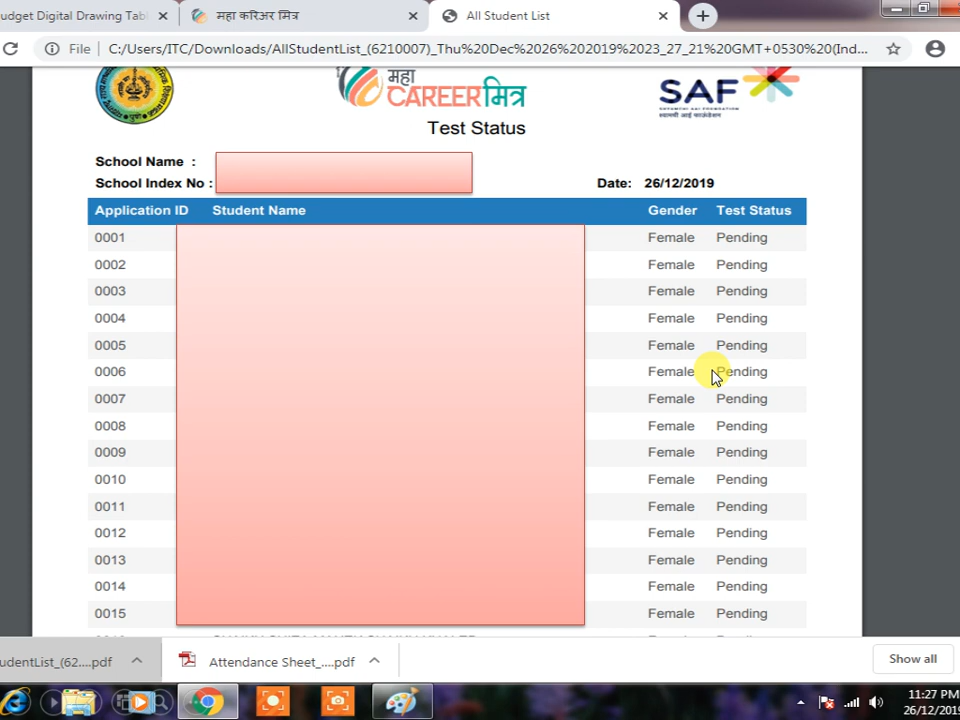 udget Digital Drawing Tabl
महा करिअर मित्र
All Student List
File
C:/Users/ITC/Downloads/AllStudentList_(6210007)_Thu%20Dec%2026%202019%2023_27_21%20GMT+0530%20(Ind...
महा
CAREERमित्र
SAF
Test Status
School Name :
School Index No :
Date: 26/12/2019
Application ID Student Name Gender Test Status
0001 Female Pending
0002 Female Pending
0003 Female Pending
0004 Female Pending
0005 Female Pending
0006 Female Pending
0007 Female Pending
0008 Female Pending
0009 Female Pending
0010 Female Pending
0011 Female Pending
0012 Female Pending
0013 Female Pending
0014 Female Pending
0015 Female Pending
udentList_(62....pdf
Attendance Sheet_....pdf
Show all
11:27 PM
26/12/2019